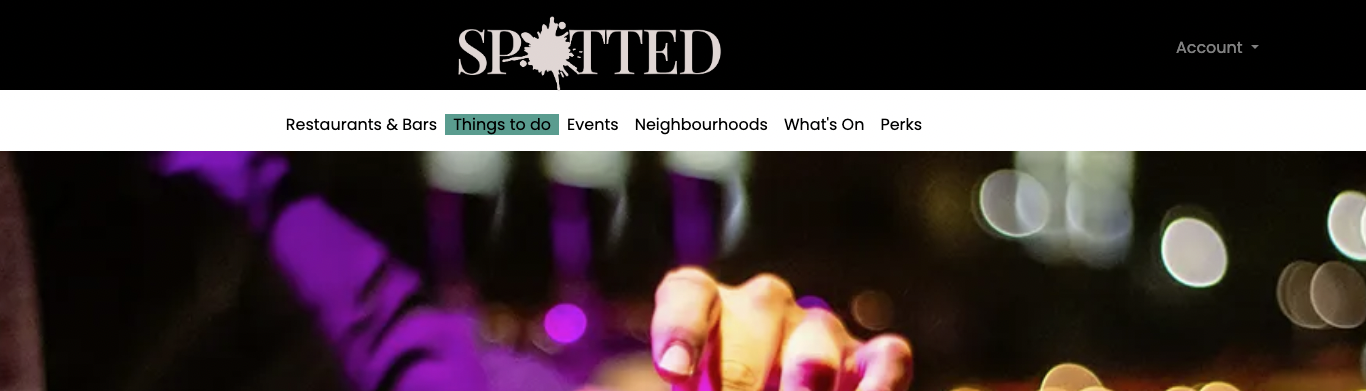 SPOTTED
Account
Restaurants & Bars Things to do Events Neighbourhoods What's On Perks